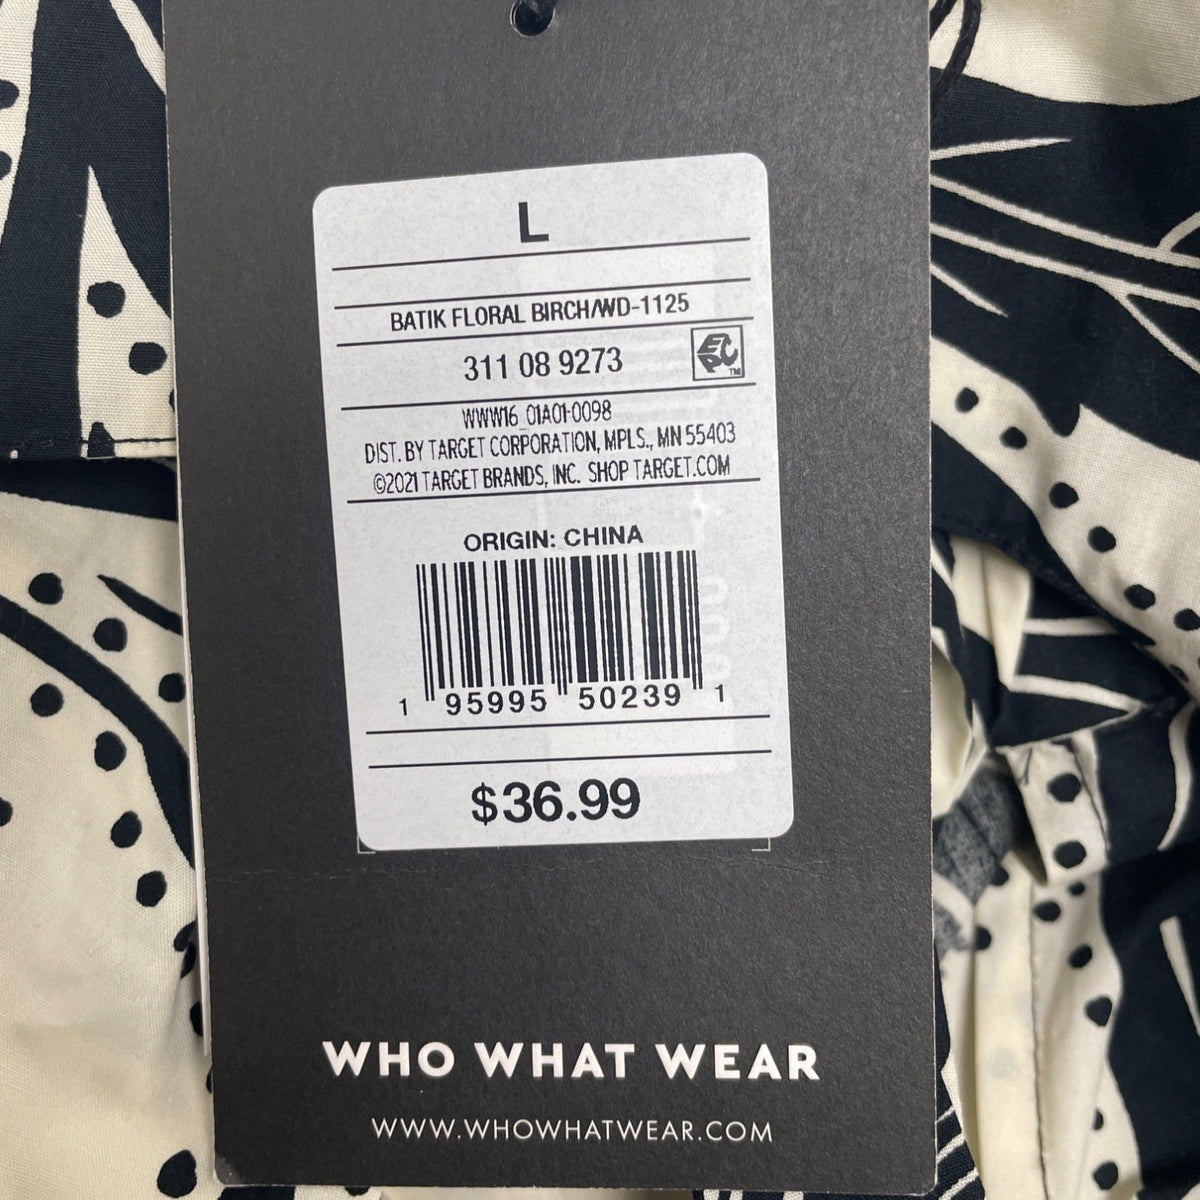 L
BATIK FLORAL BIRCH/WD-1125
311 08 9273
EPC TM
WWW16_01A01-0098
DIST. BY TARGET CORPORATION, MPLS., MN 55403
©2021 TARGET BRANDS, INC. SHOP TARGET.COM
ORIGIN: CHINA
1 95995 50239 1
$36.99
WHO WHAT WEAR
WWW.WHOWHATWEAR.COM